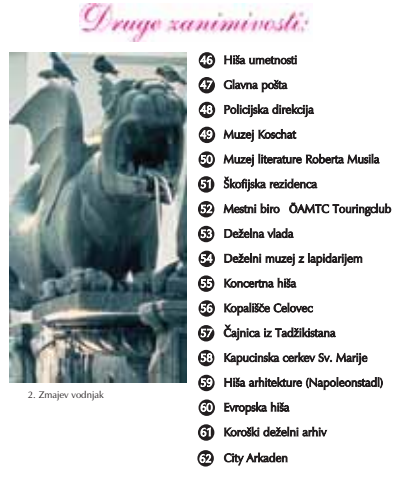 Druge zanimivosti:
46 Hiša umetnosti
47 Glavna pošta
48 Policijska direkcija
49 Muzej Koschat
50 Muzej literature Roberta Musila
51 Škofijska rezidenca
52 Mestni biro ÖAMTC Touringclub
53 Deželna vlada
54 Deželni muzej z lapidarijem
55 Koncertna hiša
56 Kopališče Celovec
57 Čajnica iz Tadžikistana
58 Kapucinska cerkev Sv. Marije
59 Hiša arhitekture (Napoleonstadl)
60 Evropska hiša
61 Koroški deželni arhiv
62 City Arkaden
2. Zmajev vodnjak